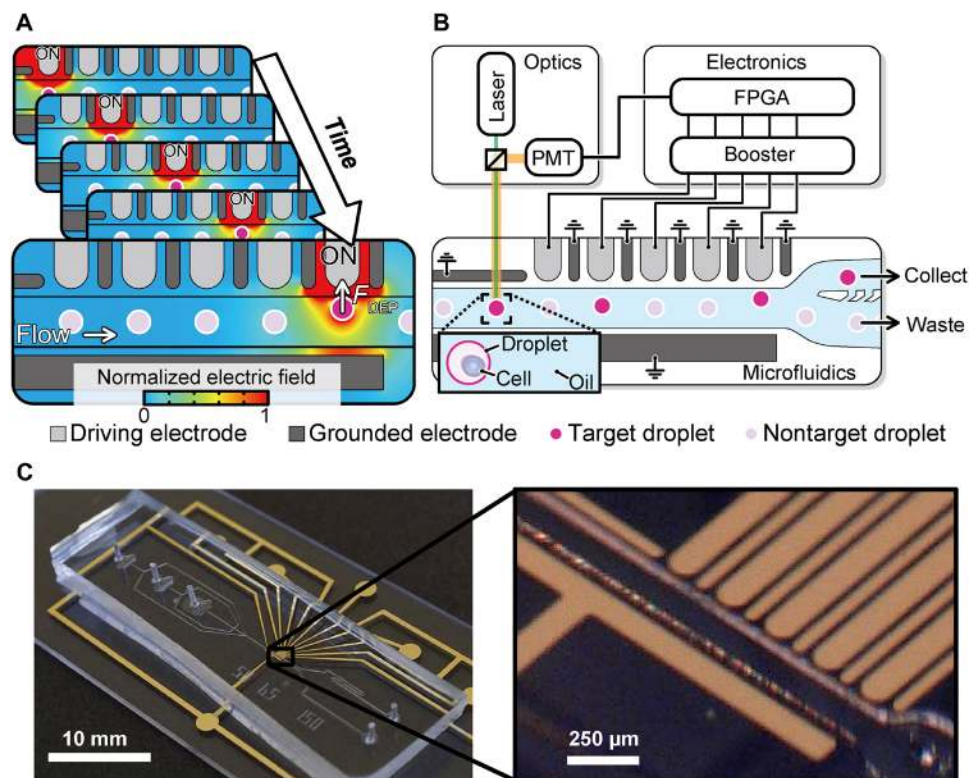 A
ON
ON
ON
ON
Time
ON
F
DEP
Flow
Normalized electric field
0
1
B
Optics
Electronics
Laser
PMT
FPGA
Booster
Collect
Waste
Droplet
Cell
Oil
Microfluidics
Driving electrode
Grounded electrode
Target droplet
Nontarget droplet
C
10 mm
250 µm